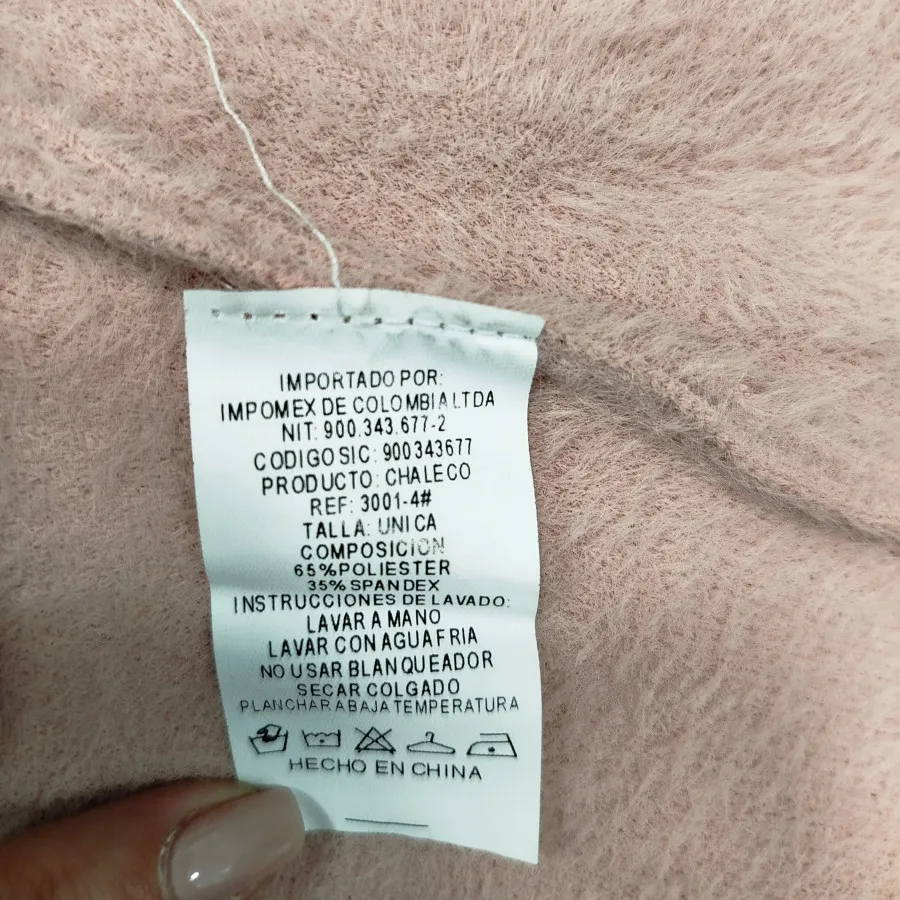 IMPORTADO POR:
IMPOMEX DE COLOMBIA LTDA
NIT: 900.343.677-2
CODIGO SIC: 900343677
PRODUCTO: CHALECO
REF: 3001-4#
TALLA: UNICA
COMPOSICION
65%POLIESTER
35% SPANDEX
INSTRUCCIONES DE LAVADO:
LAVAR A MANO
LAVAR CON AGUA FRIA
NO USAR BLANQUEADOR
SECAR COLGADO
PLANCHAR A BAJA TEMPERATURA
HECHO EN CHINA